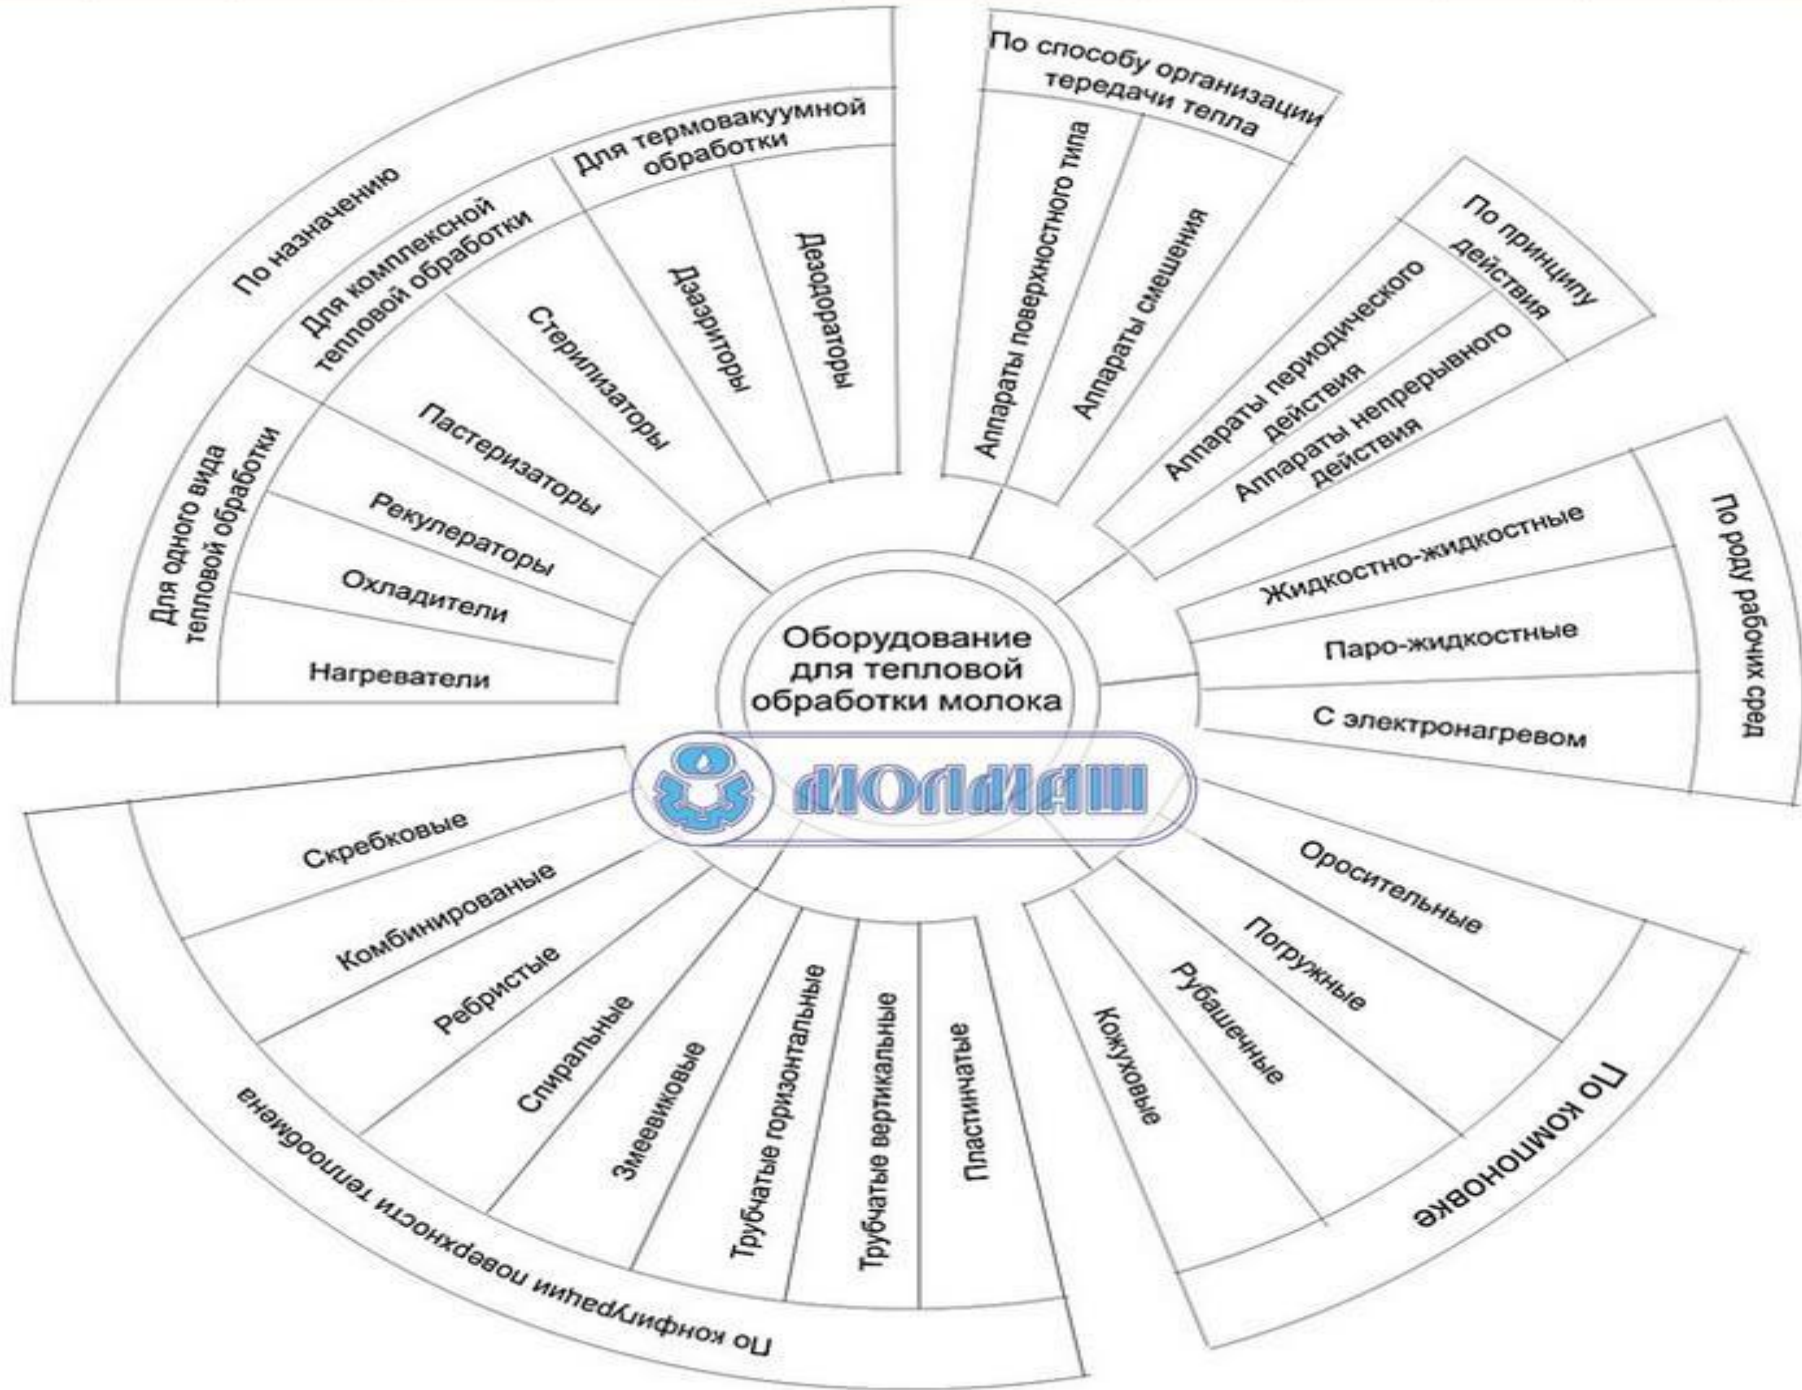 Оборудование
для тепловой
обработки молока
МОЛМАШ
По назначению
Для одного вида
тепловой обработки
Нагреватели
Охладители
Рекулераторы
Для комплексной
тепловой обработки
Пастеризаторы
Стерилизаторы
Для термовакуумной
обработки
Дэаэриторы
Дезодораторы
По способу организации
тередачи тепла
Аппараты поверхностного типа
Аппараты смешения
По принципу
действия
Аппараты периодического
действия
Аппараты непрерывного
действия
По роду рабочих сред
Жидкостно-жидкостные
Паро-жидкостные
С электронагревом
По компоновке
Оросительные
Погружные
Рубашечные
Кожуховые
По конфигурации поверхности теплообмена
Пластинчатые
Трубчатые вертикальные
Трубчатые горизонтальные
Змеевиковые
Спиральные
Ребристые
Комбинированые
Скребковые